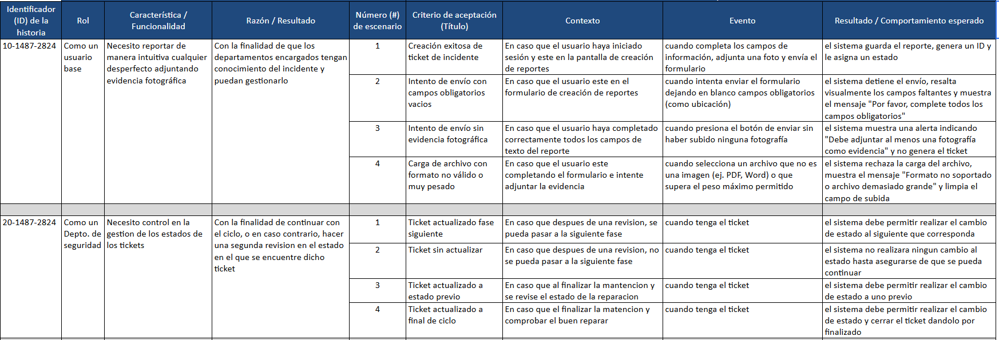 Identificador
(ID) de la
historia
Rol
Característica /
Funcionalidad
Razón / Resultado
Número (#)
de escenario
Criterio de aceptación
(Título)
Contexto
Evento
Resultado / Comportamiento esperado
10-1487-2824
Como un
usuario
base
Necesito reportar de
manera intuitiva cualquier
desperfecto adjuntando
evidencia fotográfica
Con la finalidad de que los
departamentos encargados tengan
conocimiento del incidente y
puedan gestionarlo
1
Creación exitosa de
ticket de incidente
En caso que el usuario haya iniciado
sesión y este en la pantalla de creación
de reportes
cuando completa los campos de
información, adjunta una foto y envía el
formulario
el sistema guarda el reporte, genera un ID y
le asigna un estado
2
Intento de envío con
campos obligatorios
vacios
En caso que el usuario este en el
formulario de creación de reportes
cuando intenta enviar el formulario
dejando en blanco campos obligatorios
(como ubicación)
el sistema detiene el envío, resalta
visualmente los campos faltantes y muestra
el mensaje "Por favor, complete todos los
campos obligatorios"
3
Intento de envío sin
evidencia fotográfica
En caso que el usuario haya completado
correctamente todos los campos de
texto del reporte
cuando presiona el botón de enviar sin
haber subido ninguna fotografía
el sistema muestra una alerta indicando
"Debe adjuntar al menos una fotografía
como evidencia" y no genera el ticket
4
Carga de archivo con
formato no válido o
muy pesado
En caso que el usuario este
completando el formulario e intente
adjuntar la evidencia
cuando selecciona un archivo que no es
una imagen (ej. PDF, Word) o que
supera el peso máximo permitido
el sistema rechaza la carga del archivo,
muestra el mensaje "Formato no soportado
o archivo demasiado grande" y limpia el
campo de subida
20-1487-2824
Como un
Depto. de
seguridad
Necesito control en la
gestion de los estados de
los tickets
Con la finalidad de continuar con
el ciclo, o en caso contrario, hacer
una segunda revision en el estado
en el que se encuentre dicho
ticket
1
Ticket actualizado fase
siguiente
En caso que despues de una revision, se
pueda pasar a la siguiente fase
cuando tenga el ticket
el sistema debe permitir realizar el cambio
de estado al siguiente que corresponda
2
Ticket sin actualizar
En caso que despues de una revision, no
se pueda pasar a la siguiente fase
cuando tenga el ticket
el sistema no realizara ningun cambio al
estado hasta asegurarse de que se pueda
continuar
3
Ticket actualizado a
estado previo
En caso que al finalizar la mantencion y
se revise el estado de la reparacion
cuando tenga el ticket
el sistema debe permitir realizar el cambio
de estado a uno previo
4
Ticket actualizado a
final de ciclo
En caso que el finalizar la matencion y
comprobar el buen reparar
cuando tenga el ticket
el sistema debe permitir realizar el cambio
de estado y cerrar el ticket dandolo por
finalizado